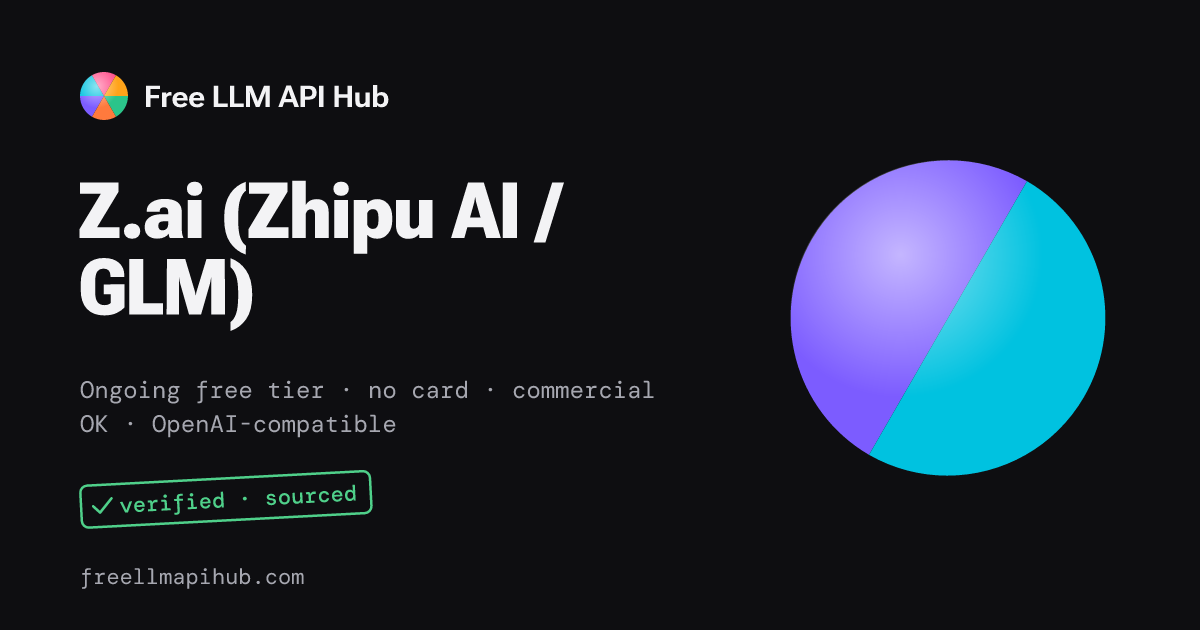 Free LLM API Hub
Z.ai (Zhipu AI /
GLM)
Ongoing free tier · no card · commercial
OK · OpenAI-compatible
verified · sourced
freellmapihub.com